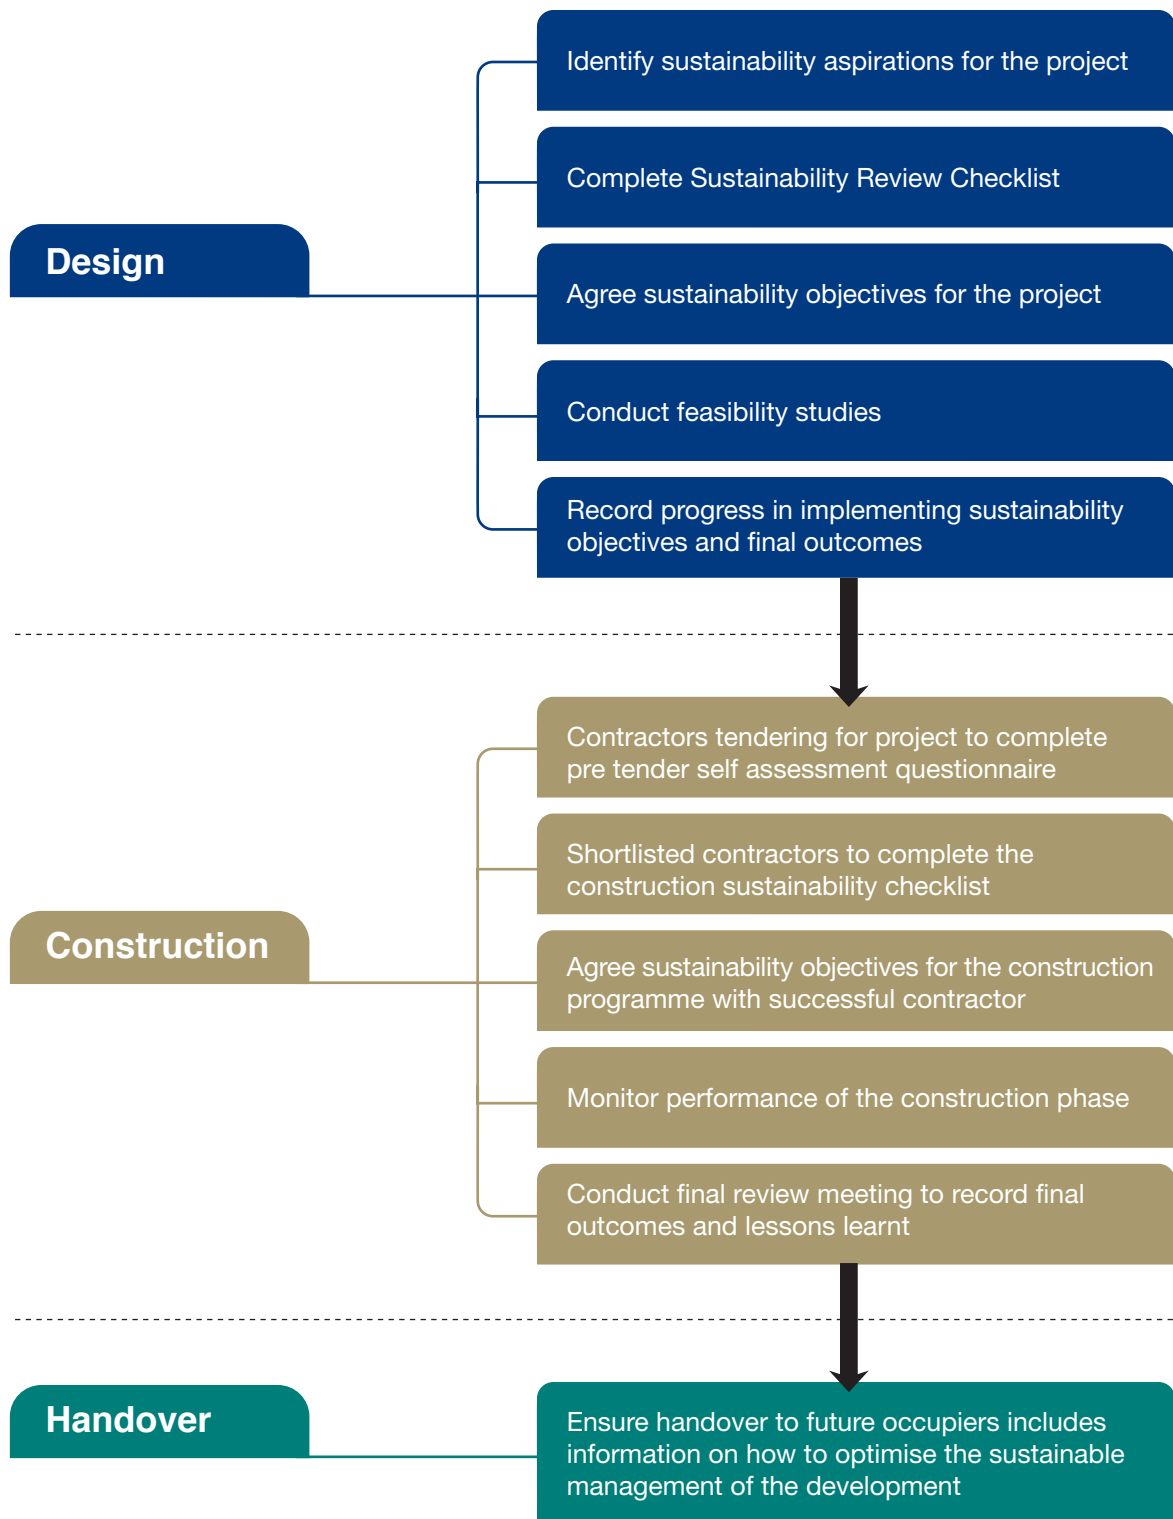 Identify sustainability aspirations for the project
Complete Sustainability Review Checklist
Design
Agree sustainability objectives for the project
Conduct feasibility studies
Record progress in implementing sustainability
objectives and final outcomes
Contractors tendering for project to complete
pre tender self assessment questionnaire
Shortlisted contractors to complete the
construction sustainability checklist
Construction
Agree sustainability objectives for the construction
programme with successful contractor
Monitor performance of the construction phase
Conduct final review meeting to record final
outcomes and lessons learnt
Handover
Ensure handover to future occupiers includes
information on how to optimise the sustainable
management of the development